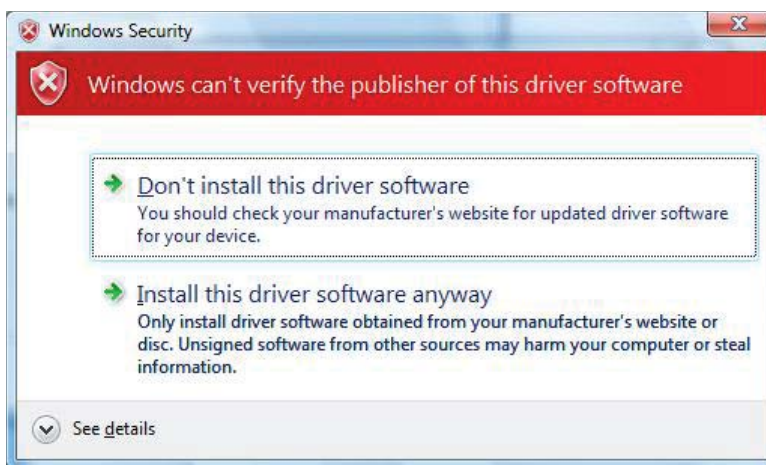 Windows Security
Windows can't verify the publisher of this driver software
Don't install this driver software
You should check your manufacturer's website for updated driver software
for your device.
Install this driver software anyway
Only install driver software obtained from your manufacturer's website or
disc. Unsigned software from other sources may harm your computer or steal
information.
See details